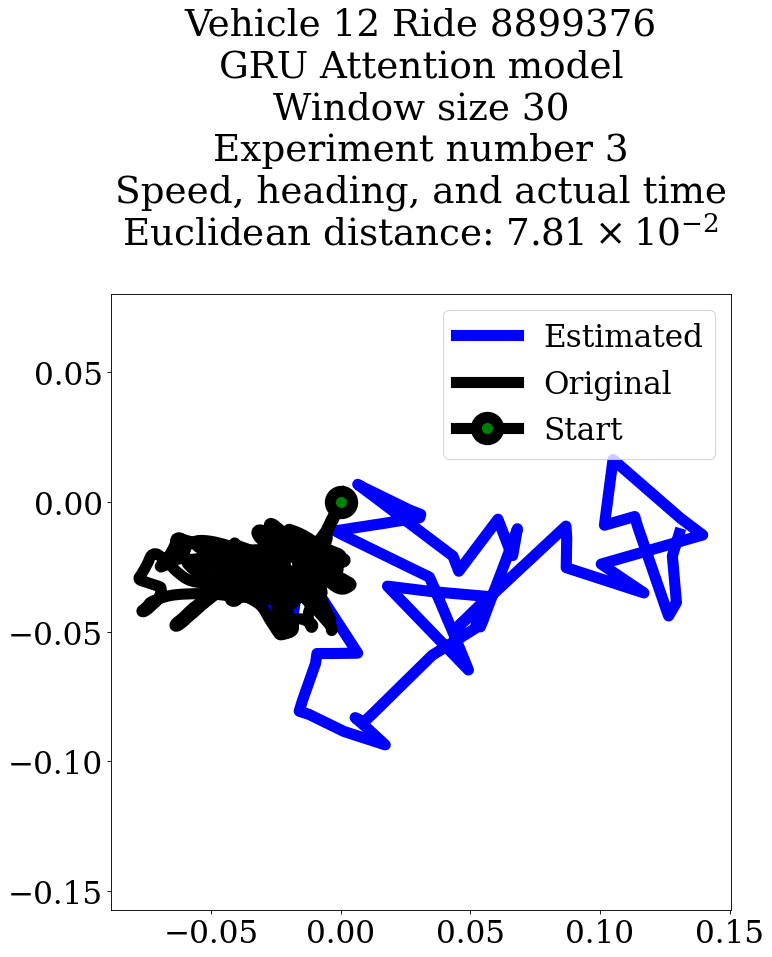 Vehicle 12 Ride 8899376
GRU Attention model
Window size 30
Experiment number 3
Speed, heading, and actual time
Euclidean distance: 7.81 × 10⁻²
Estimated
Original
Start
0.05
0.00
−0.05
−0.10
−0.15
−0.05 0.00 0.05 0.10 0.15